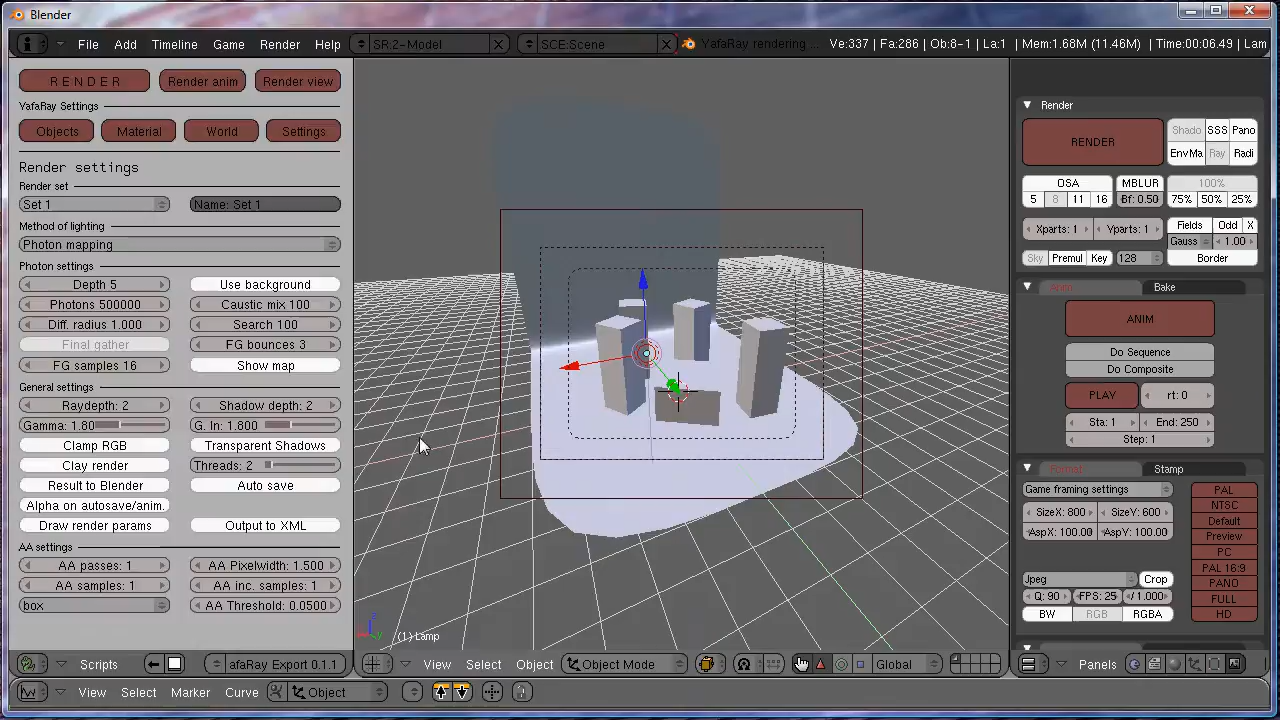 Blender
File Add Timeline Game Render Help SR:2-Model SCE:Scene YafaRay rendering ... Ve:337 | Fa:286 | Ob:8-1 | La:1 | Mem:1.68M (11.46M) | Time:00:06.49 | Lam
RENDER Render anim Render view
YafaRay Settings
Objects Material World Settings
Render settings
Render set
Set 1 Name: Set 1
Method of lighting
Photon mapping
Photon settings
Depth 5 Use background
Photons 500000 Caustic mix 100
Diff. radius 1.000 Search 100
Final gather FG bounces 3
FG samples 16 Show map
General settings
Raydepth: 2 Shadow depth: 2
Gamma: 1.80 G. In: 1.800
Clamp RGB Transparent Shadows
Clay render Threads: 2
Result to Blender Auto save
Alpha on autosave/anim.
Draw render params Output to XML
AA settings
AA passes: 1 AA Pixelwidth: 1.500
AA samples: 1 AA inc. samples: 1
box AA Threshold: 0.0500
z
y
(1) Lamp
Render
RENDER Shado SSS Pano
EnvMa Ray Radi
OSA MBLUR 100%
5 8 11 16 Bf: 0.50 75% 50% 25%
Xparts: 1 Yparts: 1 Fields Odd X
Gauss 1.00
Sky Premul Key 128 Border
Anim Bake
ANIM
Do Sequence
Do Composite
PLAY rt: 0
Sta: 1 End: 250
Step: 1
Format Stamp
Game framing settings PAL
SizeX: 800 SizeY: 600 NTSC
AspX: 100.00 AspY: 100.00 Default
Preview
PC
PAL 16:9
Jpeg Crop PANO
Q: 90 FPS: 25 /1.000 FULL
BW RGB RGBA HD
Scripts afaRay Export 0.1.1 View Select Object Object Mode Global Panels
View Select Marker Curve Object